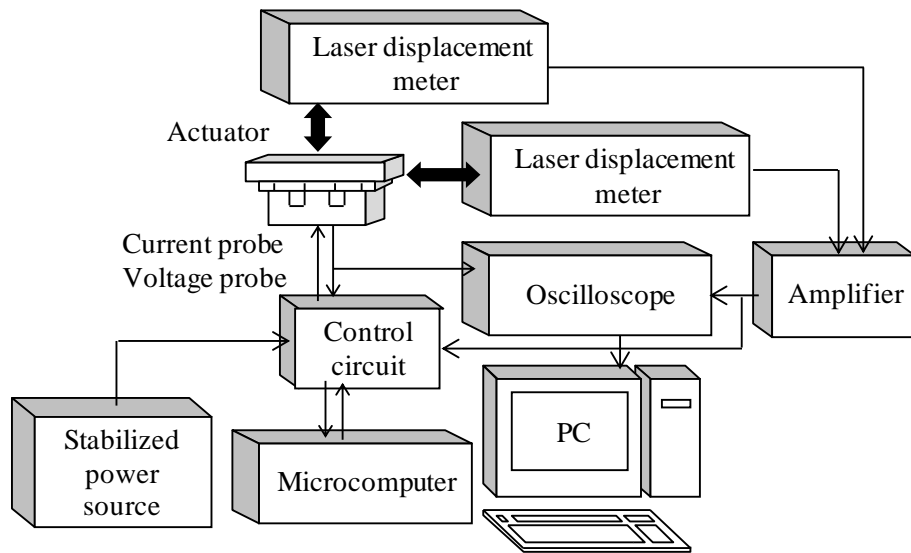 Laser displacement
meter
Actuator
Laser displacement
meter
Current probe
Voltage probe
Oscilloscope
Amplifier
Control
circuit
PC
Stabilized
power
source
Microcomputer